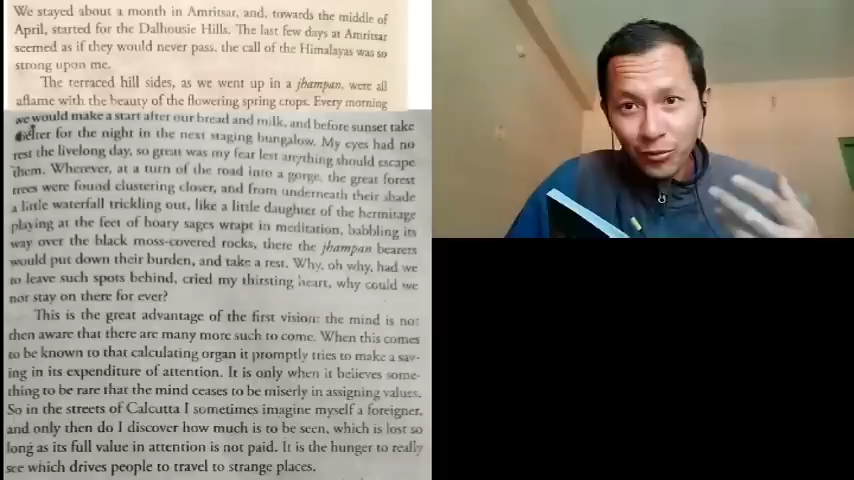 We stayed about a month in Amritsar, and, towards the middle of
April, started for the Dalhousie Hills. The last few days at Amritsar
seemed as if they would never pass, the call of the Himalayas was so
strong upon me.
The terraced hill sides, as we went up in a jhampan, were all
aflame with the beauty of the flowering spring crops. Every morning
we would make a start after our bread and milk, and before sunset take
shelter for the night in the next staging bungalow. My eyes had no
rest the livelong day, so great was my fear lest anything should escape
them. Wherever, at a turn of the road into a gorge, the great forest
trees were found clustering closer, and from underneath their shade
a little waterfall trickling out, like a little daughter of the hermitage
playing at the feet of hoary sages wrapt in meditation, babbling its
way over the black moss-covered rocks, there the jhampan bearers
would put down their burden, and take a rest. Why, oh why, had we
to leave such spots behind, cried my thirsting heart, why could we
not stay on there for ever?
This is the great advantage of the first vision: the mind is not
then aware that there are many more such to come. When this comes
to be known to that calculating organ it promptly tries to make a sav-
ing in its expenditure of attention. It is only when it believes some-
thing to be rare that the mind ceases to be miserly in assigning values.
So in the streets of Calcutta I sometimes imagine myself a foreigner,
and only then do I discover how much is to be seen, which is lost so
long as its full value in attention is not paid. It is the hunger to really
see which drives people to travel to strange places.